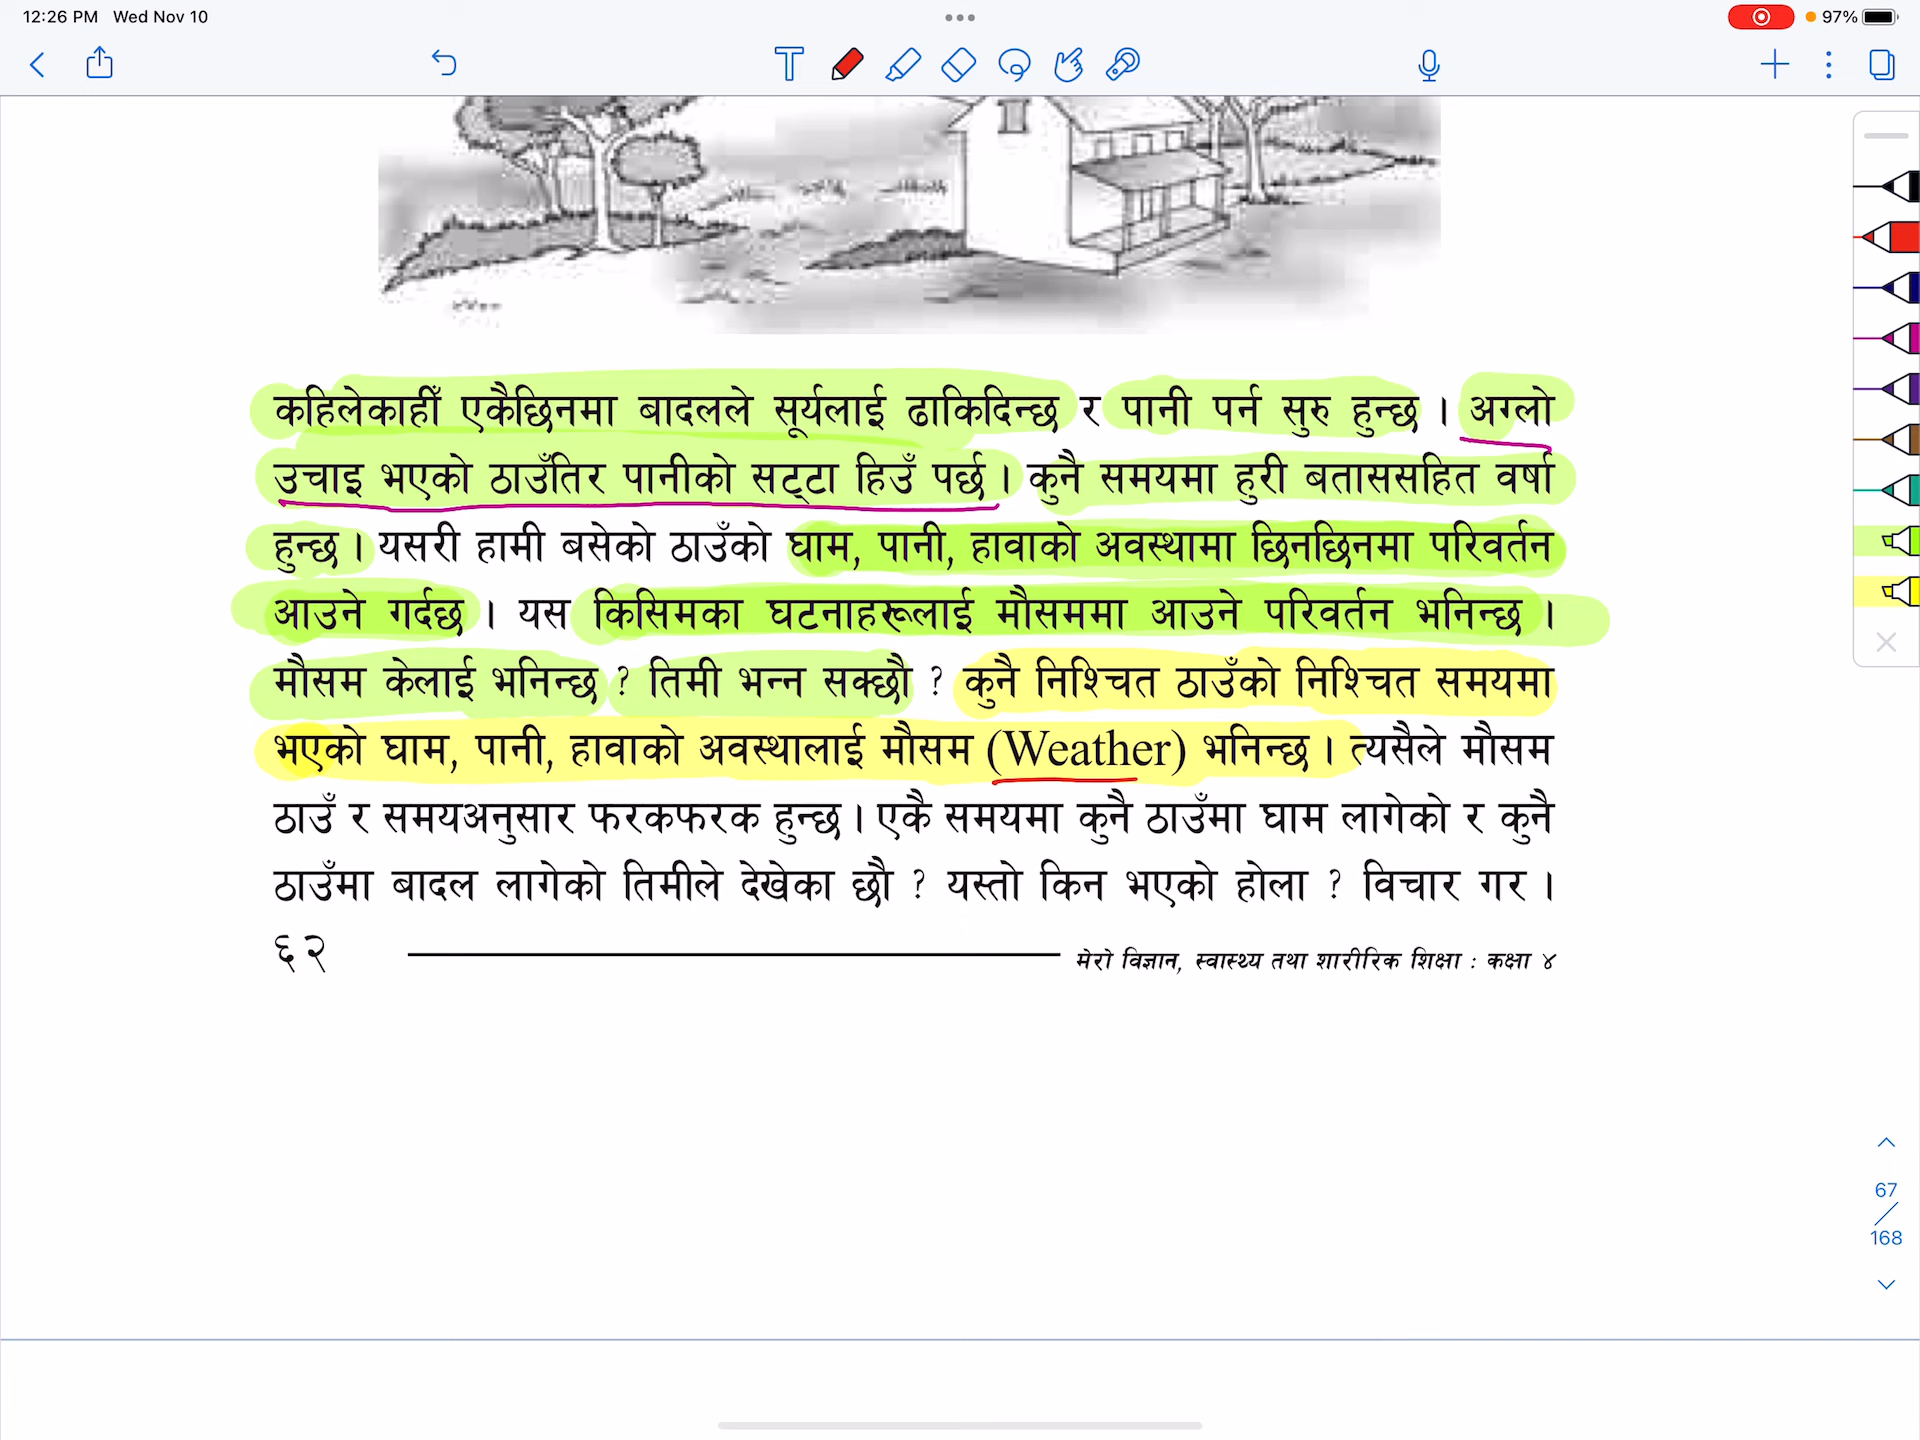 12:26 PM Wed Nov 10
97%
कहिलेकाहीं एकैछिनमा बादलले सूर्यलाई ढाकिदिन्छ र पानी पर्न सुरु हुन्छ । अग्लो
उचाइ भएको ठाउँतिर पानीको सट्टा हिउँ पर्छ । कुनै समयमा हुरी बताससहित वर्षा
हुन्छ । यसरी हामी बसेको ठाउँको घाम, पानी, हावाको अवस्थामा छिनछिनमा परिवर्तन
आउने गर्दछ । यस किसिमका घटनाहरूलाई मौसममा आउने परिवर्तन भनिन्छ ।
मौसम केलाई भनिन्छ ? तिमी भन्न सक्छौ ? कुनै निश्चित ठाउँको निश्चित समयमा
भएको घाम, पानी, हावाको अवस्थालाई मौसम (Weather) भनिन्छ । त्यसैले मौसम
ठाउँ र समयअनुसार फरकफरक हुन्छ । एकै समयमा कुनै ठाउँमा घाम लागेको र कुनै
ठाउँमा बादल लागेको तिमीले देखेका छौ ? यस्तो किन भएको होला ? विचार गर ।
६२
मेरो विज्ञान, स्वास्थ्य तथा शारीरिक शिक्षा : कक्षा ४
67
/
168